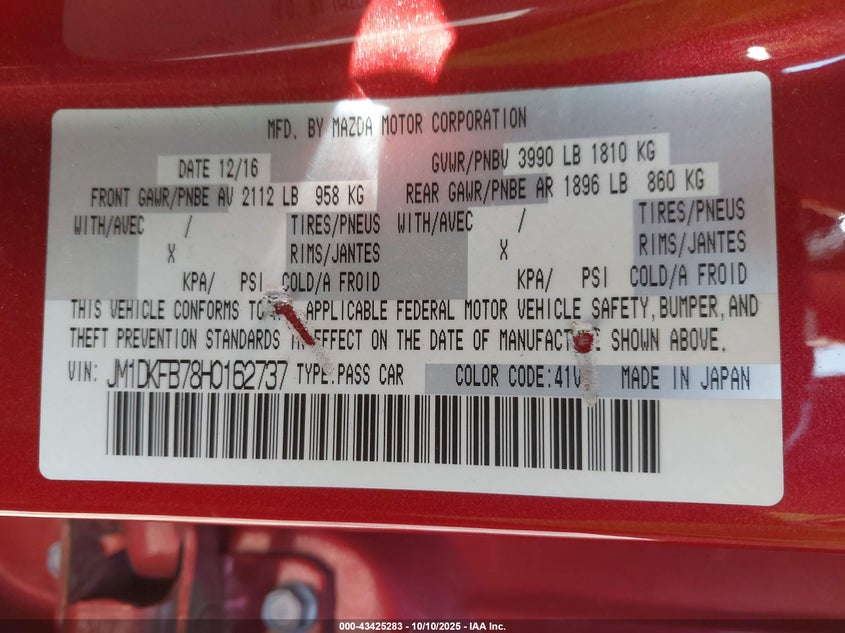 MFD. BY MAZDA MOTOR CORPORATION
DATE 12/16 GVWR/PNBV 3990 LB 1810 KG
FRONT GAWR/PNBE AV 2112 LB 958 KG REAR GAWR/PNBE AR 1896 LB 860 KG
WITH/AVEC / TIRES/PNEUS WITH/AVEC / TIRES/PNEUS
X RIMS/JANTES X RIMS/JANTES
KPA/ PSI COLD/A FROID KPA/ PSI COLD/A FROID
THIS VEHICLE CONFORMS TO APPLICABLE FEDERAL MOTOR VEHICLE SAFETY, BUMPER, AND
THEFT PREVENTION STANDARDS IN EFFECT ON THE DATE OF MANUFACT SHOWN ABOVE.
VIN: JM1DKFB78H0162737 TYPE:PASS CAR COLOR CODE:41V MADE IN JAPAN
000-43425283 - 10/10/2025 - IAA Inc.